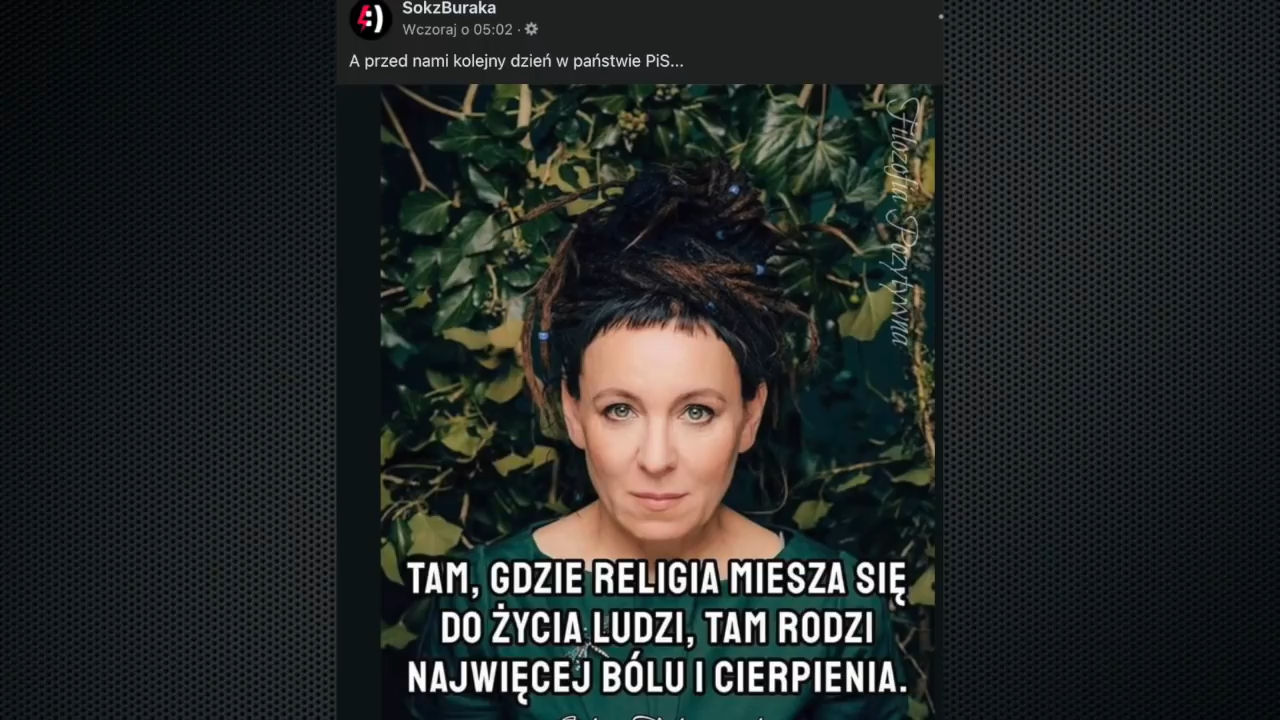 SokzBuraka
Wczoraj o 05:02 ·
A przed nami kolejny dzień w państwie PiS...
Filozofia Pozytywna
TAM, GDZIE RELIGIA MIESZA SIĘ
DO ŻYCIA LUDZI, TAM RODZI
NAJWIĘCEJ BÓLU I CIERPIENIA.